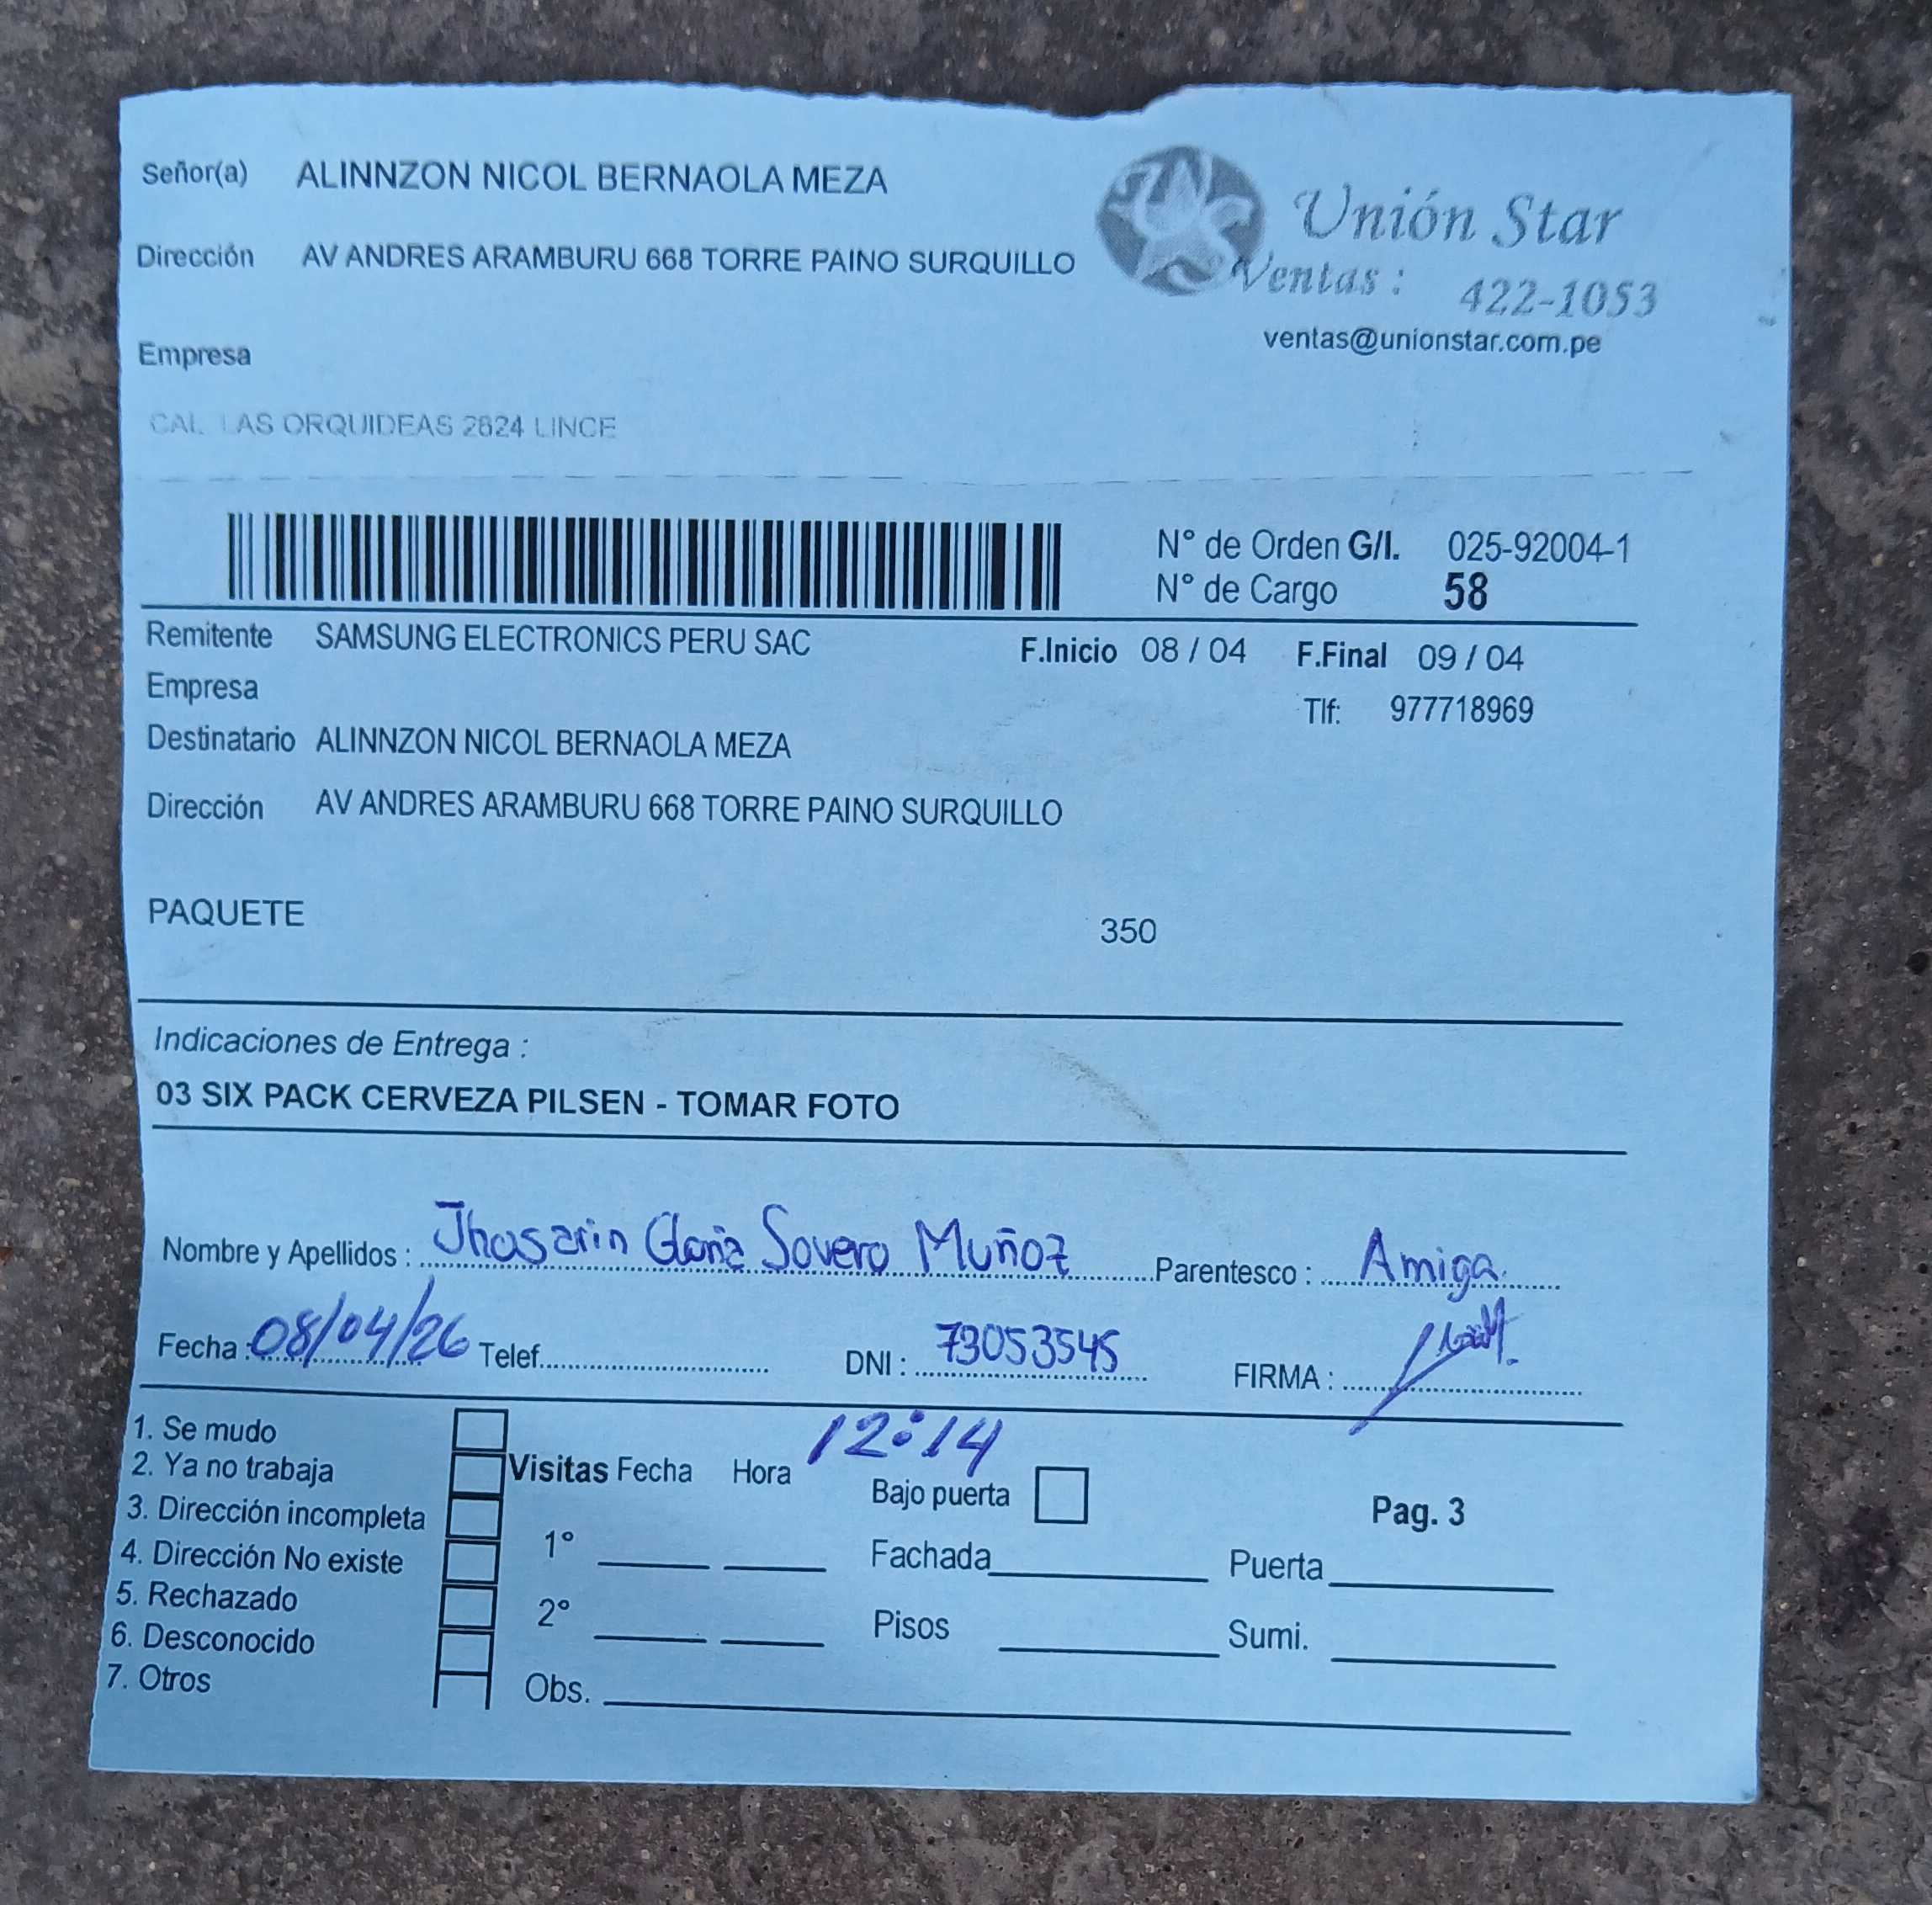 Señor(a) ALINNZON NICOL BERNAOLA MEZA
Unión Star
Dirección AV ANDRES ARAMBURU 668 TORRE PAINO SURQUILLO
Ventas : 422-1053
ventas@unionstar.com.pe
Empresa
CAL LAS ORQUIDEAS 2624 LINCE
N° de Orden G/I. 025-92004-1
N° de Cargo 58
Remitente SAMSUNG ELECTRONICS PERU SAC F.Inicio 08 / 04 F.Final 09 / 04
Empresa
Tlf: 977718969
Destinatario ALINNZON NICOL BERNAOLA MEZA
Dirección AV ANDRES ARAMBURU 668 TORRE PAINO SURQUILLO
PAQUETE 350
Indicaciones de Entrega :
03 SIX PACK CERVEZA PILSEN - TOMAR FOTO
Nombre y Apellidos : Jhasarin Gloria Sovero Muñoz Parentesco : Amiga
Fecha : 08/04/26 Telef. DNI : 73053545 FIRMA :
1. Se mudo
2. Ya no trabaja
3. Dirección incompleta
4. Dirección No existe
5. Rechazado
6. Desconocido
7. Otros
Visitas Fecha Hora 12:14
Bajo puerta
Pag. 3
1° Fachada Puerta
2° Pisos Sumi.
Obs.